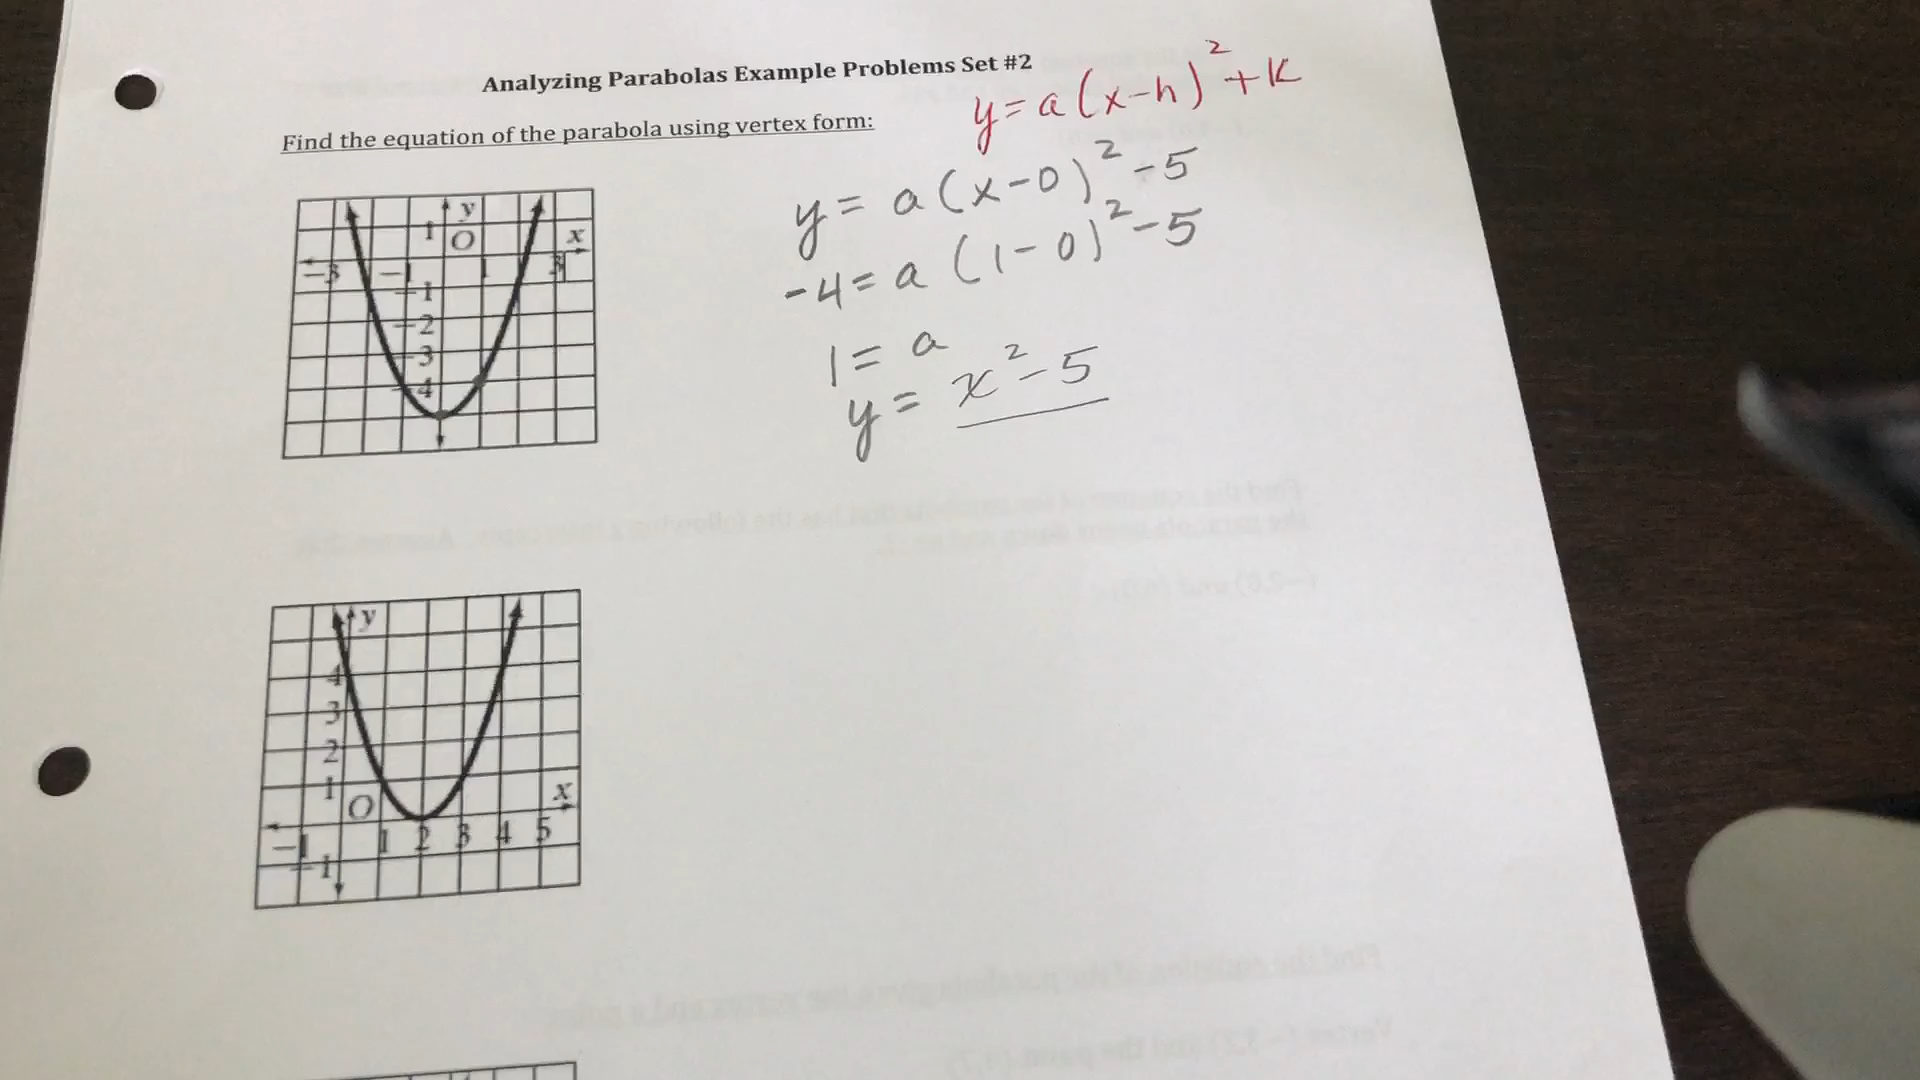 Analyzing Parabolas Example Problems Set #2
y = a(x-h)² + k
Find the equation of the parabola using vertex form:
y = a(x-0)² - 5
-4 = a(1-0)² - 5
1 = a
y = x² - 5
y
1 O x
-3 -1 1 3
-1
-2
-3
-4
y
4
3
2
1 O x
-1 1 2 3 4 5
-1